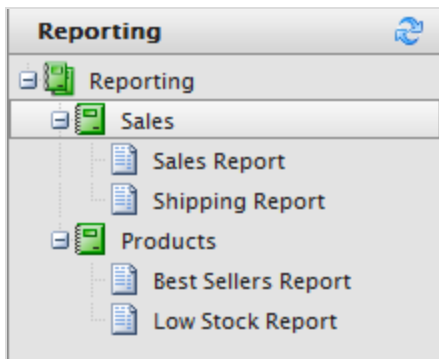 Reporting
Reporting
Sales
Sales Report
Shipping Report
Products
Best Sellers Report
Low Stock Report